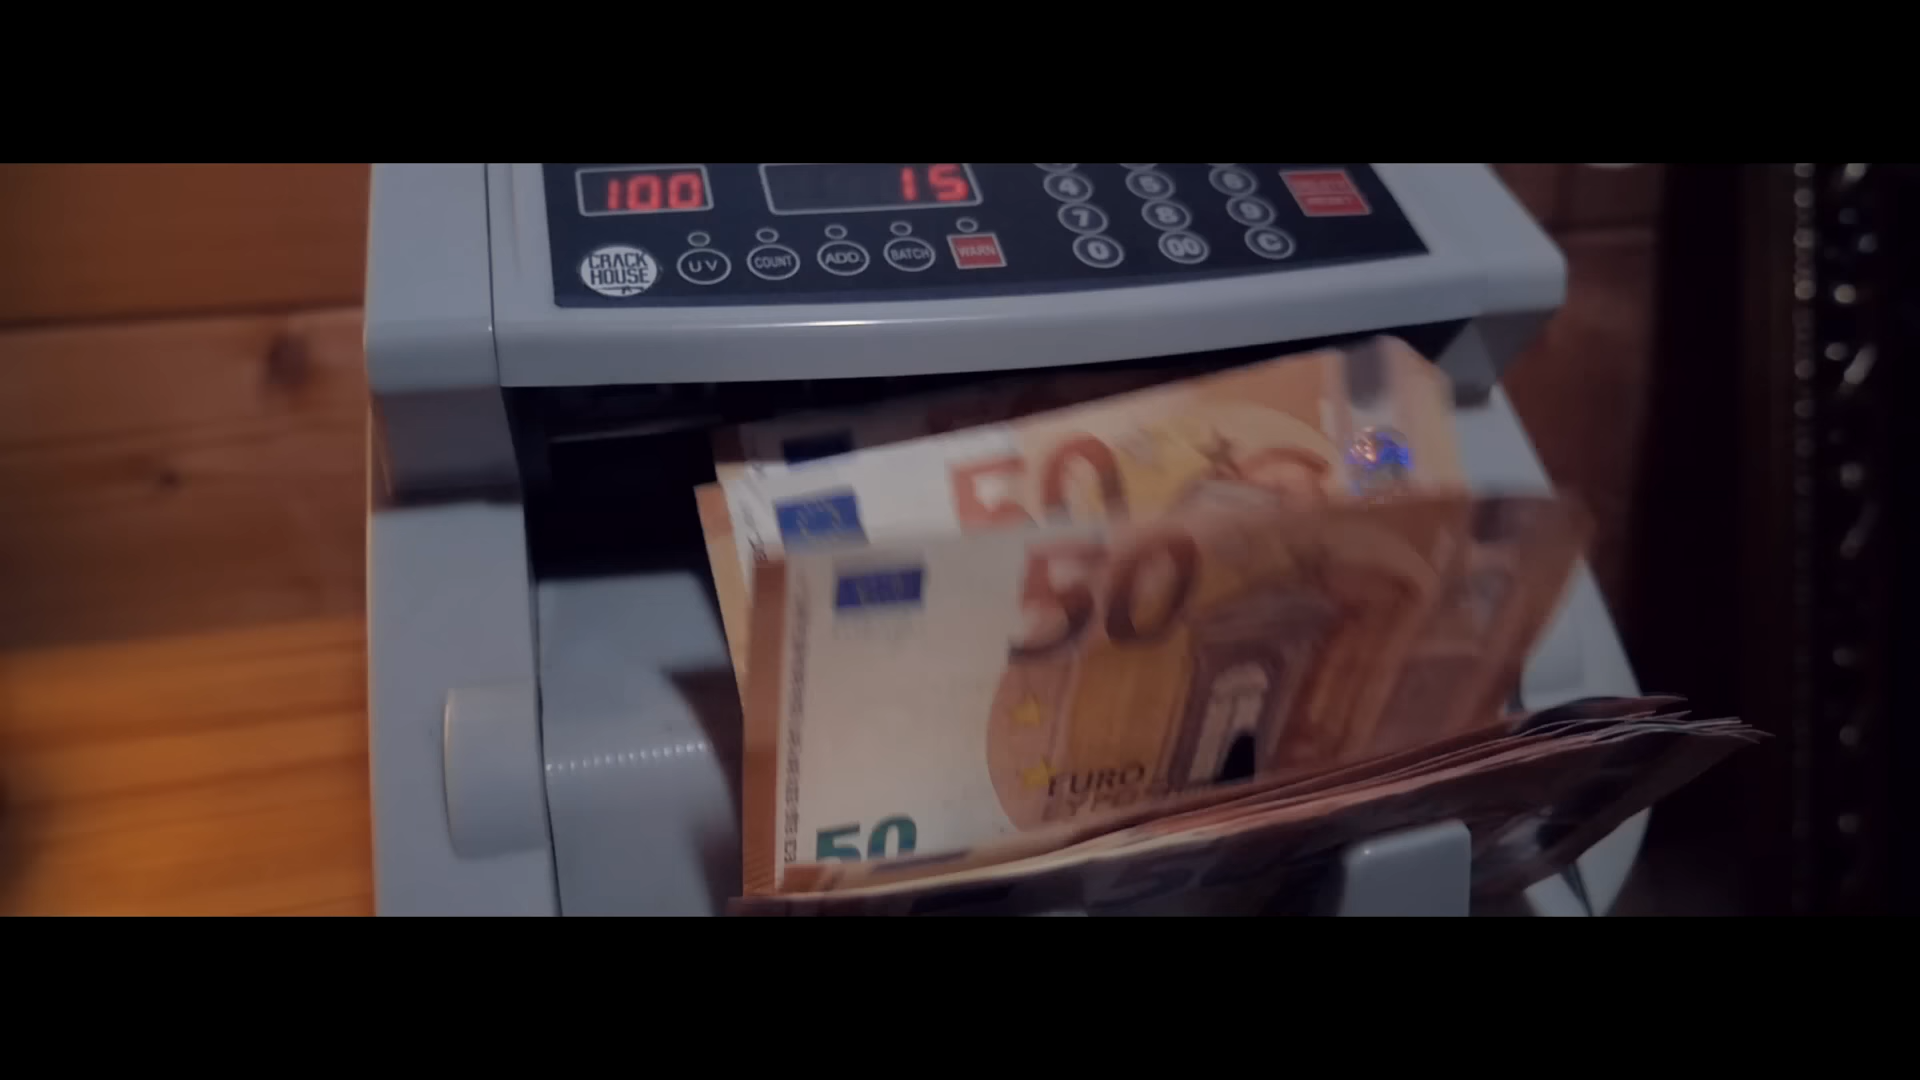 100 15
4 5 6
7 8 9
0 00 C
CRACK
HOUSE
UV COUNT ADD. BATCH WARN
50
50
EURO
ΕΥΡΩ
50